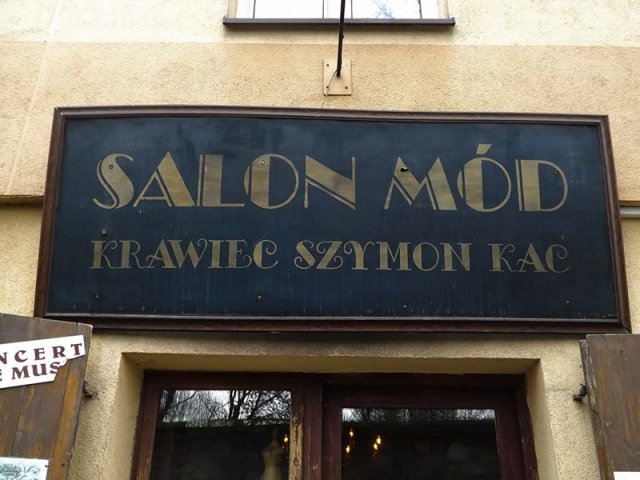 SALON MÓD
KRAWIEC SZYMON KAC
NCERT
MUS